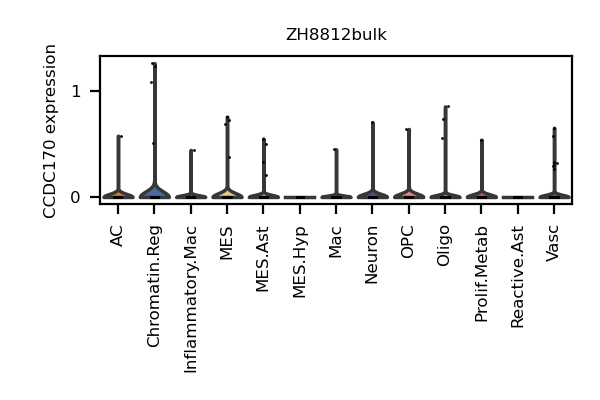 ZH8812bulk
CCDC170 expression
1
0
AC
Chromatin.Reg
Inflammatory.Mac
MES
MES.Ast
MES.Hyp
Mac
Neuron
OPC
Oligo
Prolif.Metab
Reactive.Ast
Vasc